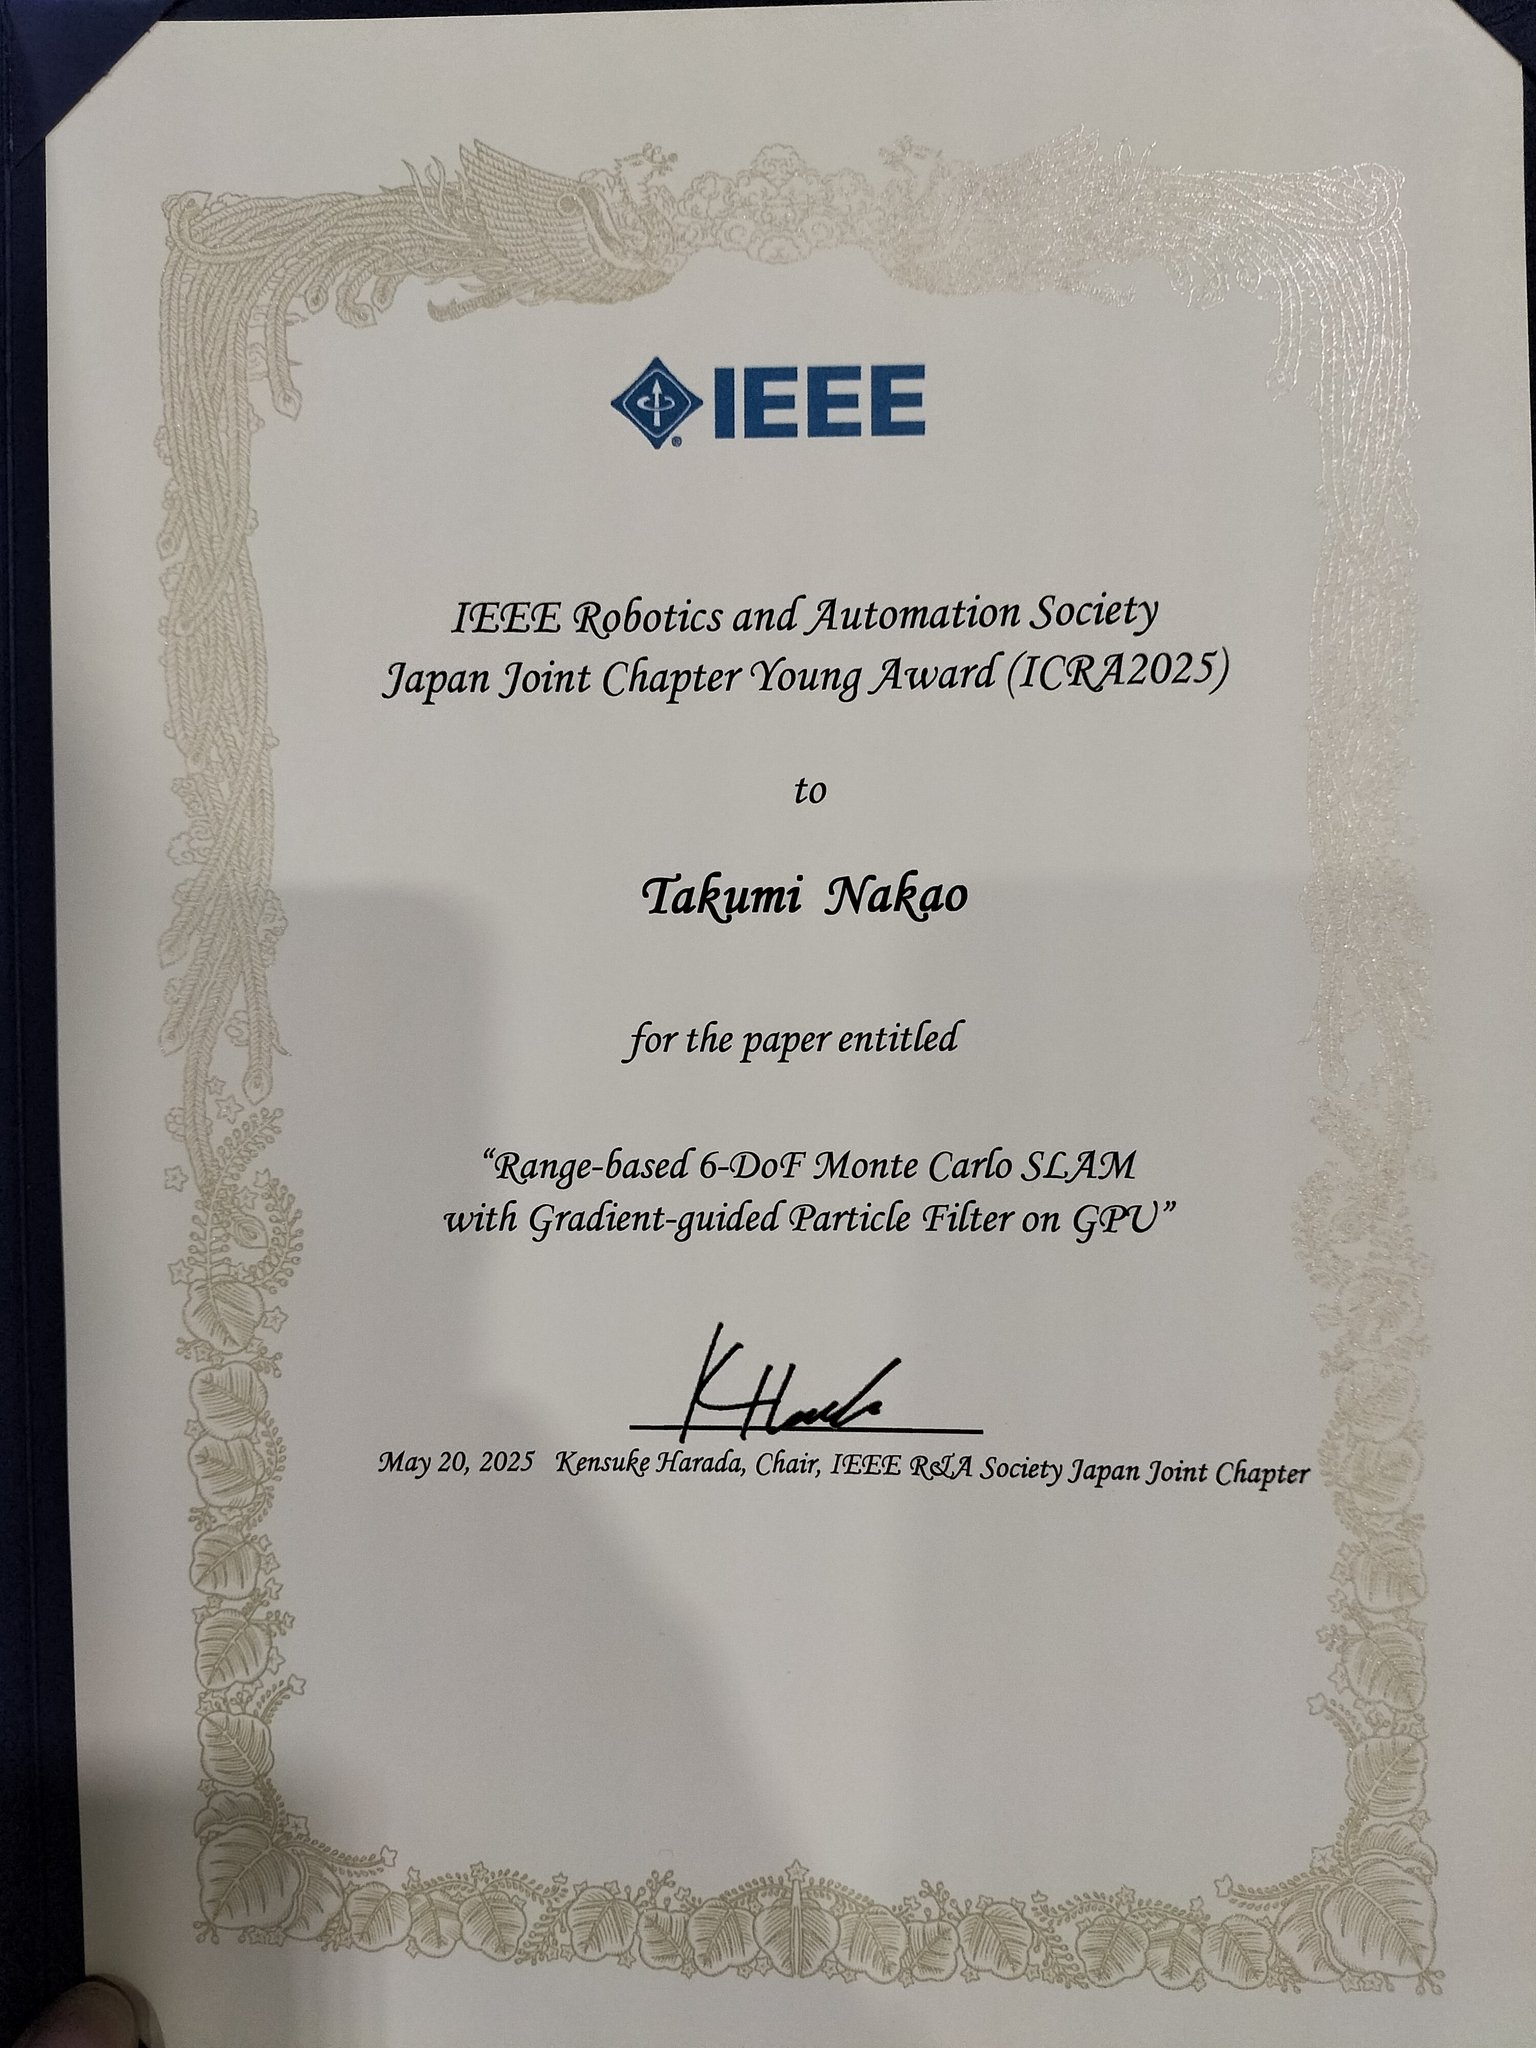 IEEE
IEEE Robotics and Automation Society
Japan Joint Chapter Young Award (ICRA2025)
to
Takumi Nakao
for the paper entitled
“Range-based 6-DoF Monte Carlo SLAM
with Gradient-guided Particle Filter on GPU”
K Harada
May 20, 2025 Kensuke Harada, Chair, IEEE R&A Society Japan Joint Chapter